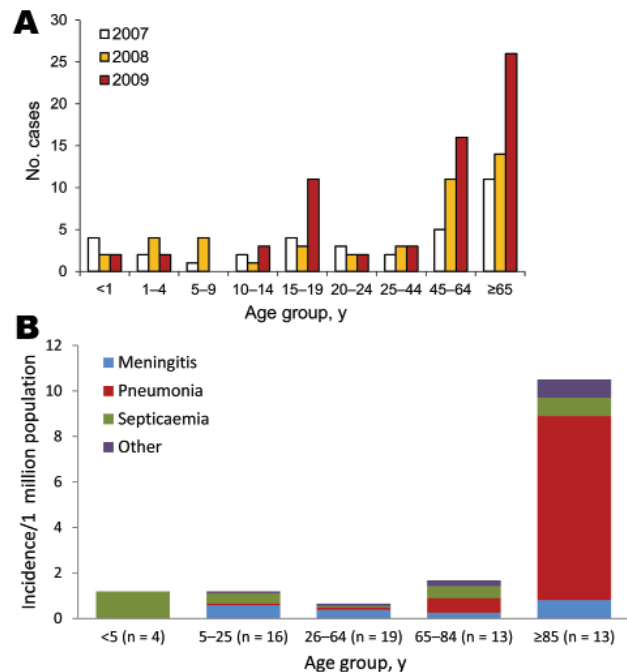 A
30
25
20
15
10
5
0
No. cases
2007
2008
2009
<1 1–4 5–9 10–14 15–19 20–24 25–44 45–64 ≥65
Age group, y
B
12
10
8
6
4
2
0
Incidence/1 million population
Meningitis
Pneumonia
Septicaemia
Other
<5 (n = 4) 5–25 (n = 16) 26–64 (n = 19) 65–84 (n = 13) ≥85 (n = 13)
Age group, y